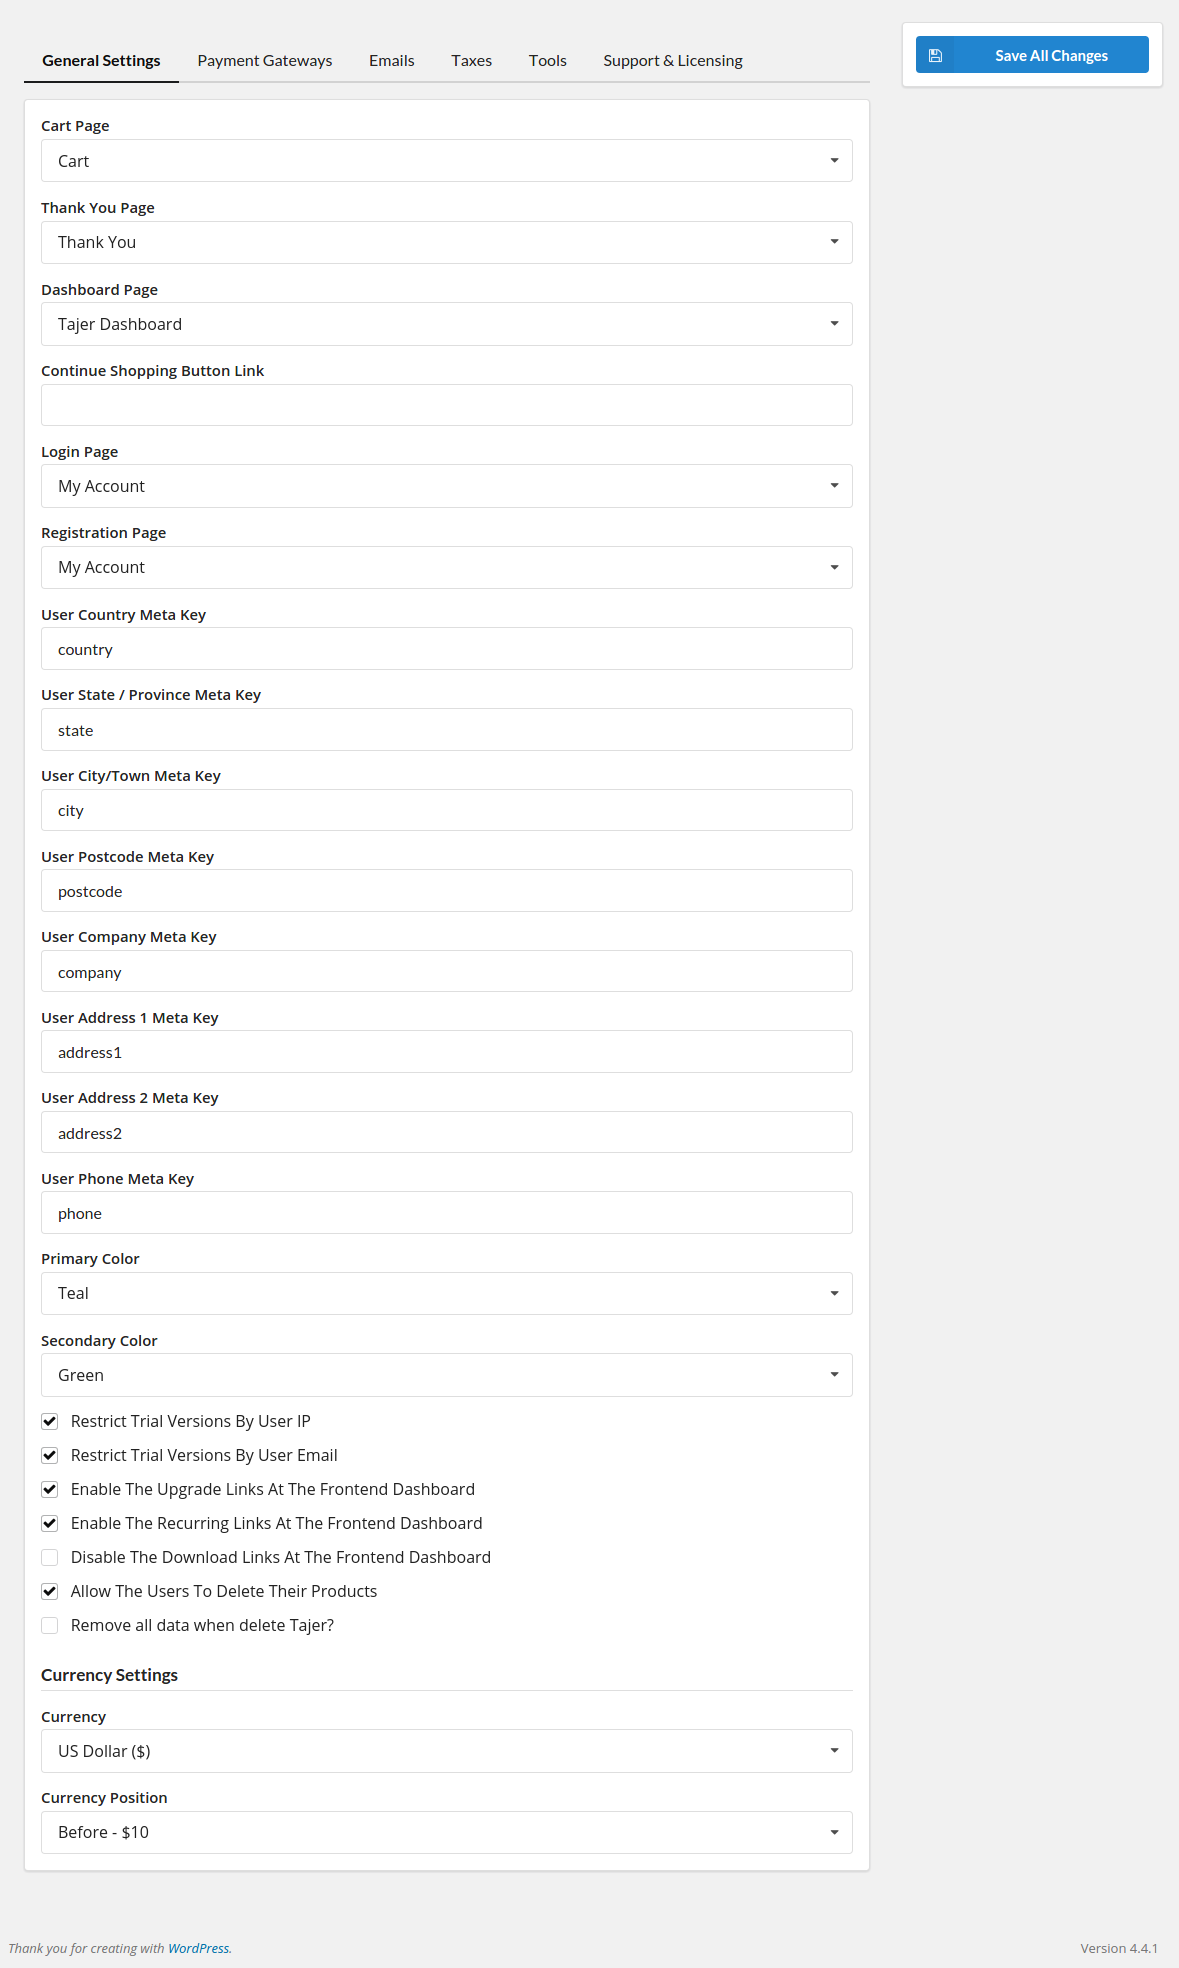 General Settings Payment Gateways Emails Taxes Tools Support & Licensing
Save All Changes
Cart Page
Cart
Thank You Page
Thank You
Dashboard Page
Tajer Dashboard
Continue Shopping Button Link
Login Page
My Account
Registration Page
My Account
User Country Meta Key
country
User State / Province Meta Key
state
User City/Town Meta Key
city
User Postcode Meta Key
postcode
User Company Meta Key
company
User Address 1 Meta Key
address1
User Address 2 Meta Key
address2
User Phone Meta Key
phone
Primary Color
Teal
Secondary Color
Green
Restrict Trial Versions By User IP
Restrict Trial Versions By User Email
Enable The Upgrade Links At The Frontend Dashboard
Enable The Recurring Links At The Frontend Dashboard
Disable The Download Links At The Frontend Dashboard
Allow The Users To Delete Their Products
Remove all data when delete Tajer?
Currency Settings
Currency
US Dollar ($)
Currency Position
Before - $10
Thank you for creating with WordPress.
Version 4.4.1